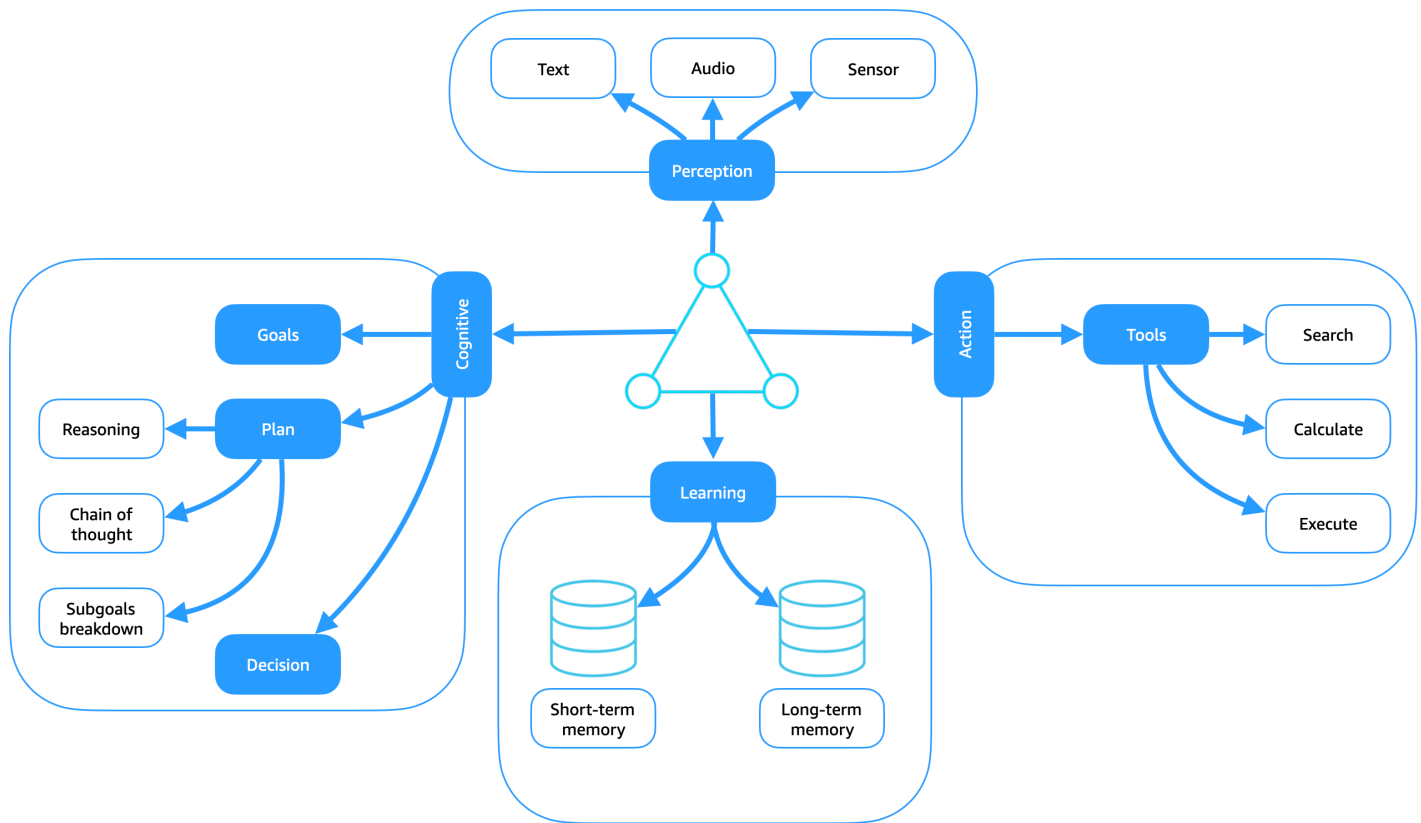 Text
Audio
Sensor
Perception
Cognitive
Goals
Reasoning
Plan
Chain of
thought
Subgoals
breakdown
Decision
Learning
Short-term
memory
Long-term
memory
Action
Tools
Search
Calculate
Execute